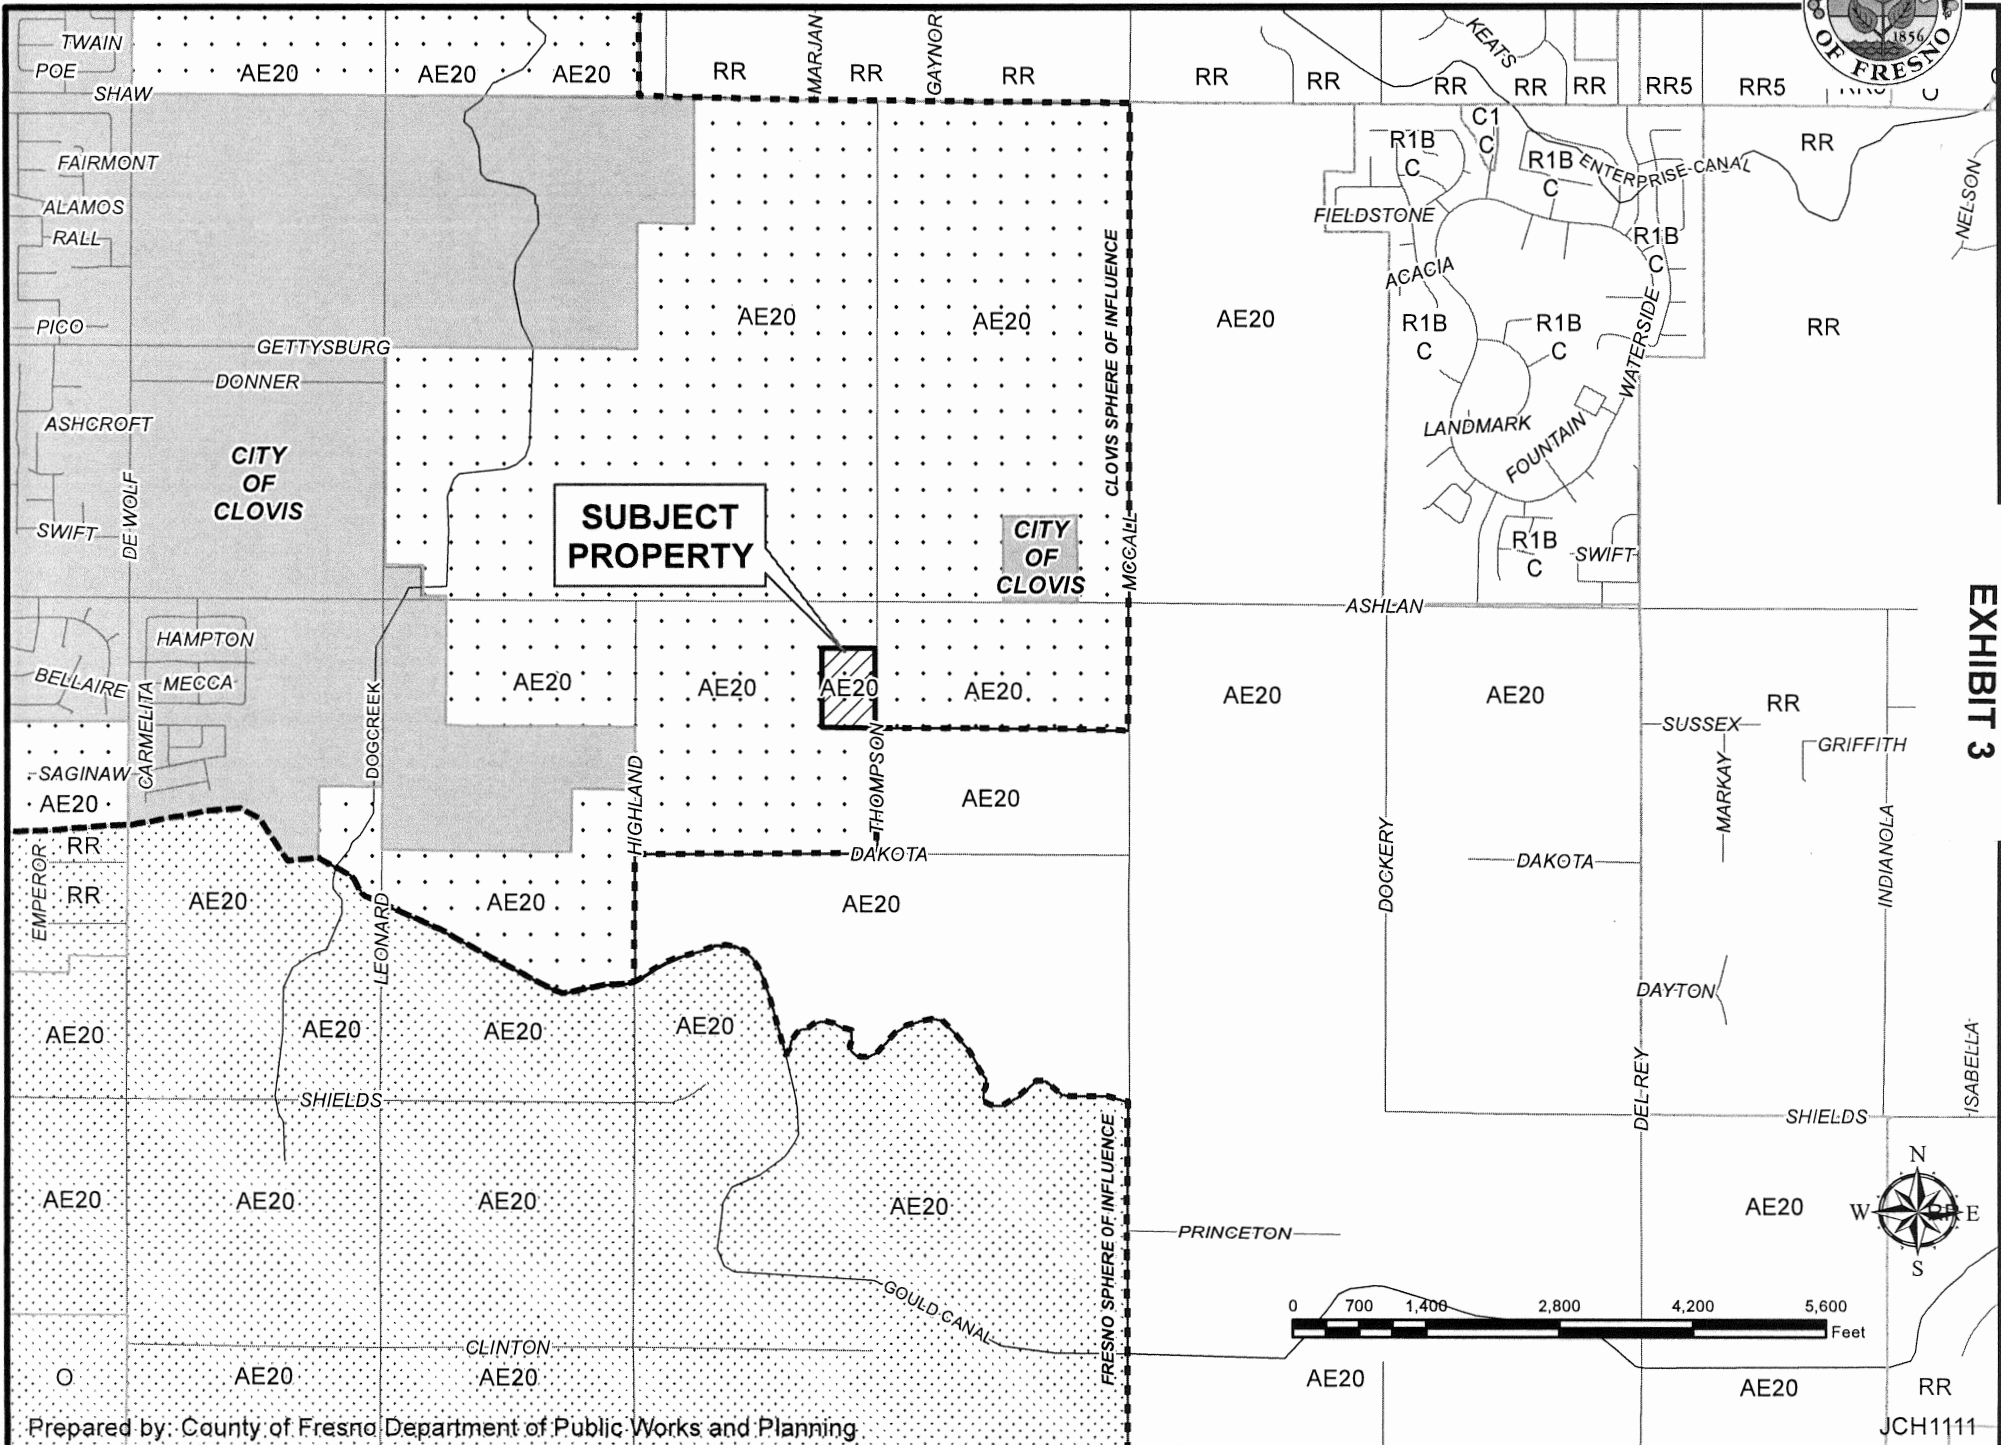 TWAIN
POE
SHAW
AE20
AE20
AE20
RR
MARJAN
RR
GAYNOR
RR
RR
RR
KEATS
RR
RR
RR
RR5
RR5
1856
OF FRESNO
FAIRMONT
ALAMOS
RALL
PICO
GETTYSBURG
DONNER
ASHCROFT
CITY
OF
CLOVIS
DE WOLF
SWIFT
AE20
AE20
CLOVIS SPHERE OF INFLUENCE
MCCALL
AE20
R1B
C
C1
C
R1B
C
ENTERPRISE-CANAL
RR
NELSON
FIELDSTONE
R1B
C
ACACIA
R1B
C
R1B
C
WATERSIDE
RR
LANDMARK
FOUNTAIN
R1B
C
SWIFT
SUBJECT
PROPERTY
CITY
OF
CLOVIS
ASHLAN
EXHIBIT 3
HAMPTON
BELLAIRE
MECCA
CARMELITA
DOGCREEK
AE20
AE20
AE20
AE20
AE20
AE20
RR
SUSSEX
GRIFFITH
MARKAY
SAGINAW
AE20
HIGHLAND
THOMPSON
AE20
DAKOTA
DOCKERY
DAKOTA
INDIANOLA
RR
EMPEROR
RR
AE20
LEONARD
AE20
AE20
DAYTON
AE20
AE20
AE20
AE20
SHIELDS
DEL-REY
SHIELDS
ISABELLA
FRESNO SPHERE OF INFLUENCE
AE20
AE20
AE20
AE20
PRINCETON
AE20
N
W
E
S
RR
GOULD CANAL
0 700 1,400 2,800 4,200 5,600
Feet
CLINTON
O
AE20
AE20
AE20
AE20
RR
Prepared by: County of Fresno Department of Public Works and Planning
JCH1111